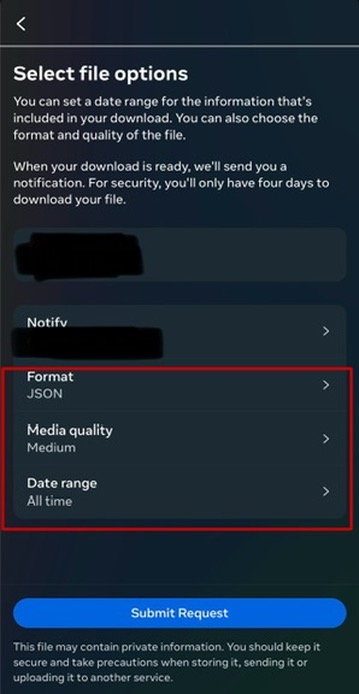 Select file options
You can set a date range for the information that's
included in your download. You can also choose the
format and quality of the file.
When your download is ready, we'll send you a
notification. For security, you'll only have four days to
download your file.
Notify
Format
JSON
Media quality
Medium
Date range
All time
Submit Request
This file may contain private information. You should keep it
secure and take precautions when storing it, sending it or
uploading it to another service.